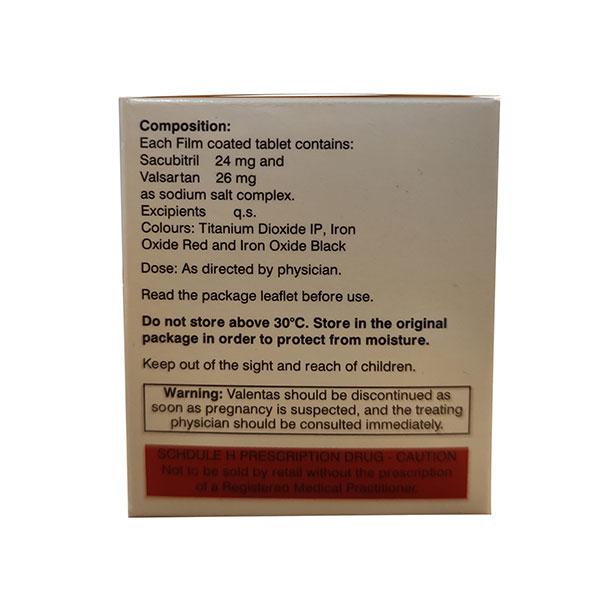 Composition:
Each Film coated tablet contains:
Sacubitril 24 mg and
Valsartan 26 mg
as sodium salt complex.
Excipients q.s.
Colours: Titanium Dioxide IP, Iron
Oxide Red and Iron Oxide Black
Dose: As directed by physician.
Read the package leaflet before use.
Do not store above 30°C. Store in the original
package in order to protect from moisture.
Keep out of the sight and reach of children.
Warning: Valentas should be discontinued as
soon as pregnancy is suspected, and the treating
physician should be consulted immediately.
SCHDULE H PRESCRIPTION DRUG - CAUTION
Not to be sold by retail without the prescription
of a Registered Medical Practitioner.